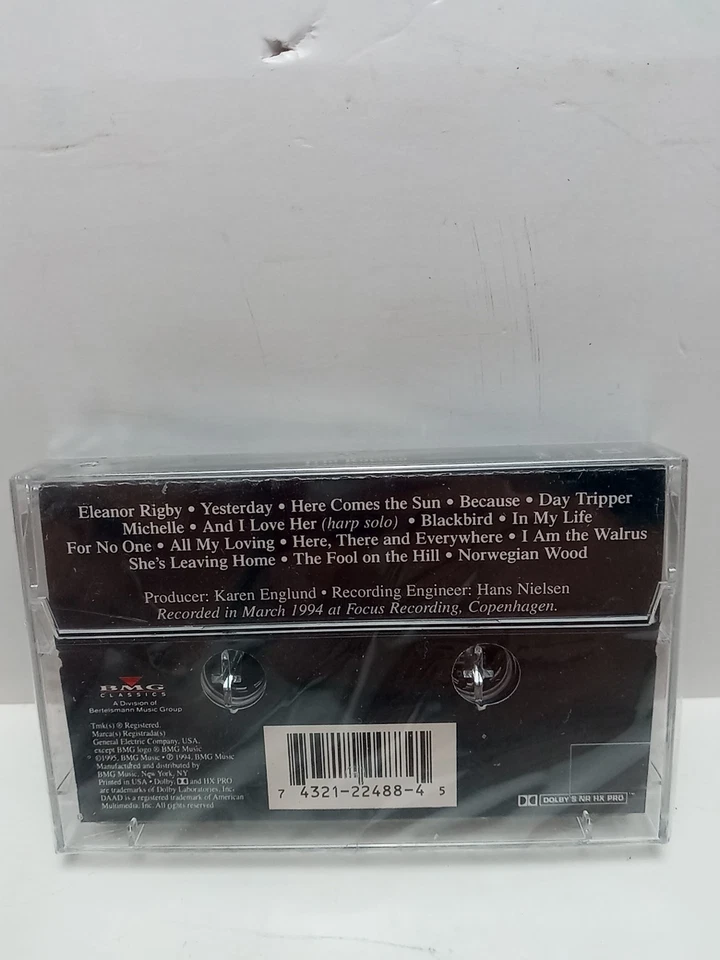 Eleanor Rigby • Yesterday • Here Comes the Sun • Because • Day Tripper
Michelle • And I Love Her (harp solo) • Blackbird • In My Life
For No One • All My Loving • Here, There and Everywhere • I Am the Walrus
She's Leaving Home • The Fool on the Hill • Norwegian Wood
Producer: Karen Englund • Recording Engineer: Hans Nielsen
Recorded in March 1994 at Focus Recording, Copenhagen.
BMG
CLASSICS
A Division of
Bertelsmann Music Group
Tmk(s) ® Registered.
Marca(s) Registrada(s)
General Electric Company, USA,
except BMG logo ® BMG Music
©1995, BMG Music • ℗ 1994, BMG Music
Manufactured and distributed by
BMG Music, New York, NY
Printed in USA • Dolby, and HX PRO
are trademarks of Dolby Laboratories, Inc.
DAAD is a registered trademark of American
Multimedia Inc. All rights reserved
7 4321-22488-4 5
DOLBY S NR HX PRO